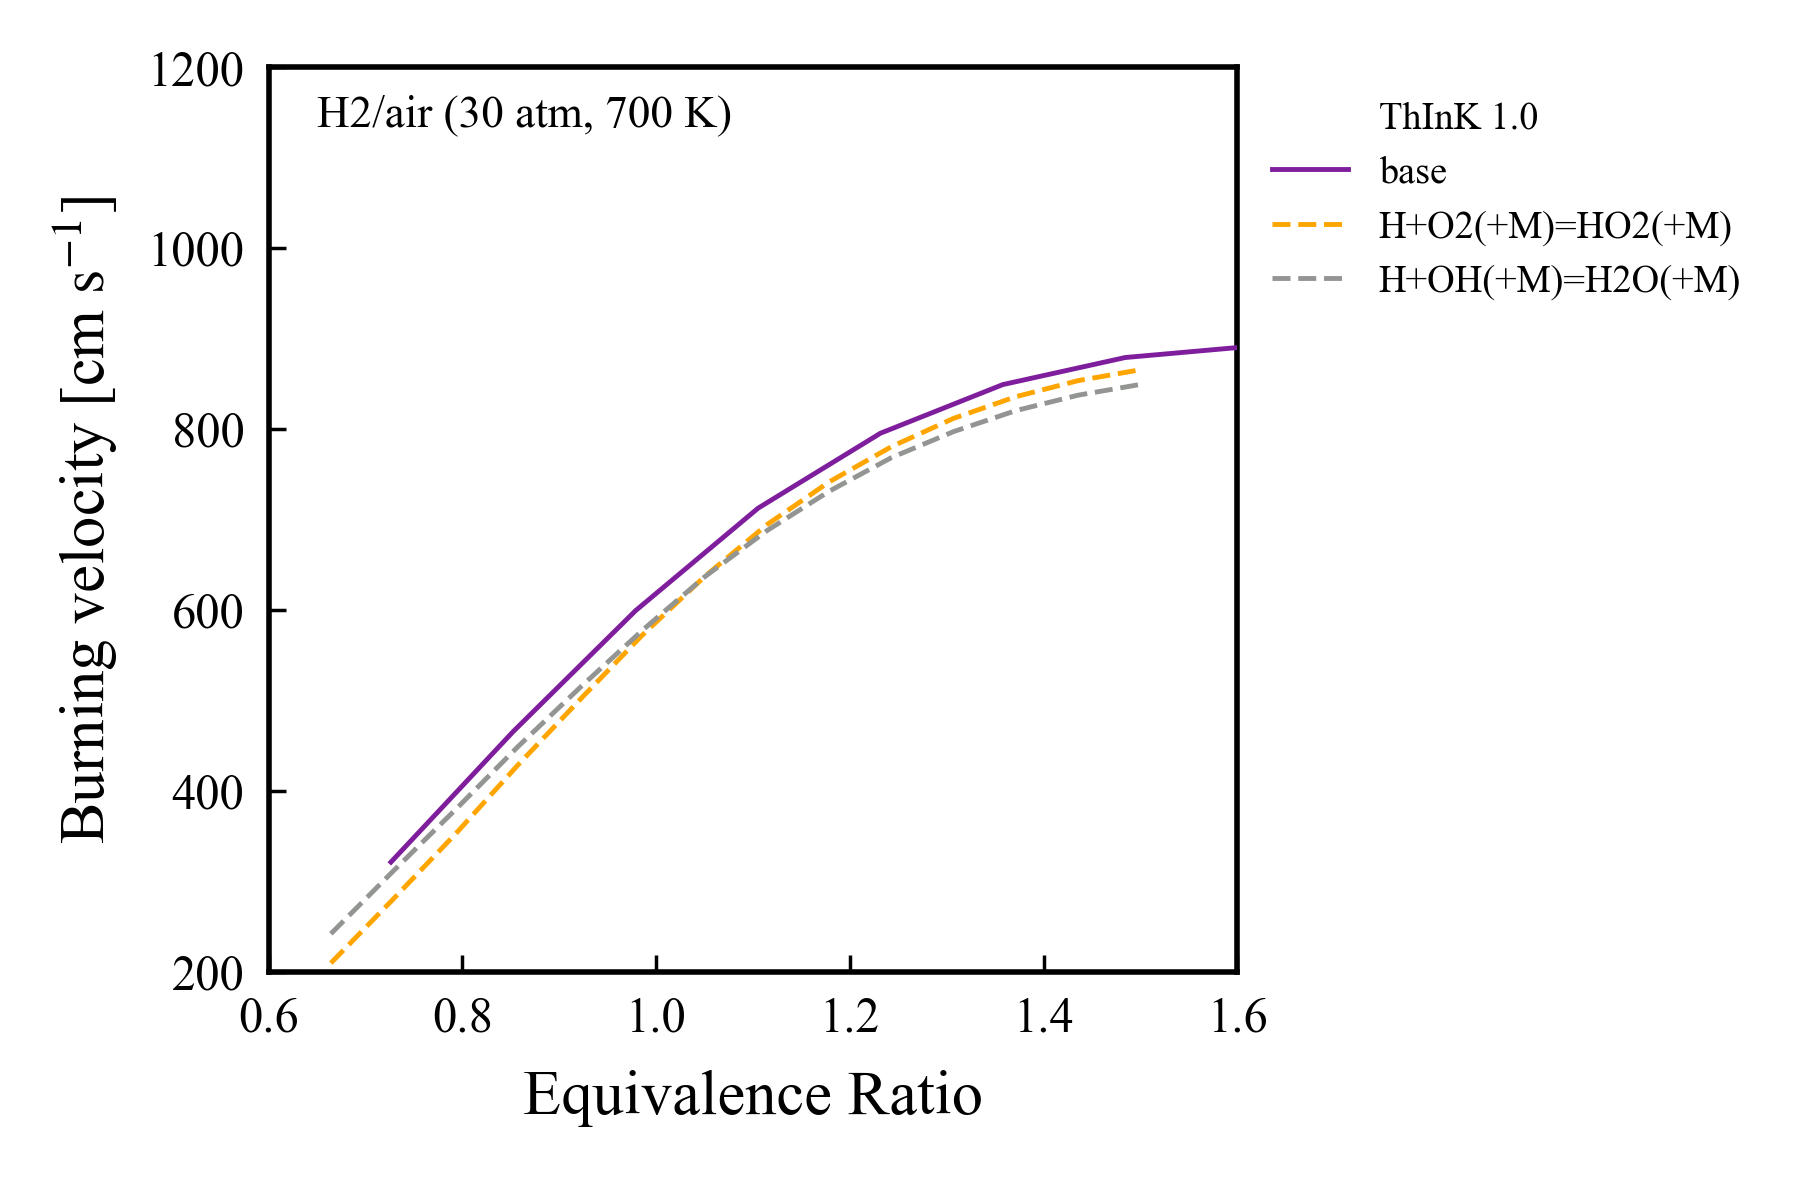 H2/air (30 atm, 700 K)
1200
1000
800
600
400
200
0.6
0.8
1.0
1.2
1.4
1.6
Burning velocity [cm s⁻¹]
Equivalence Ratio
ThInK 1.0
base
H+O2(+M)=HO2(+M)
H+OH(+M)=H2O(+M)